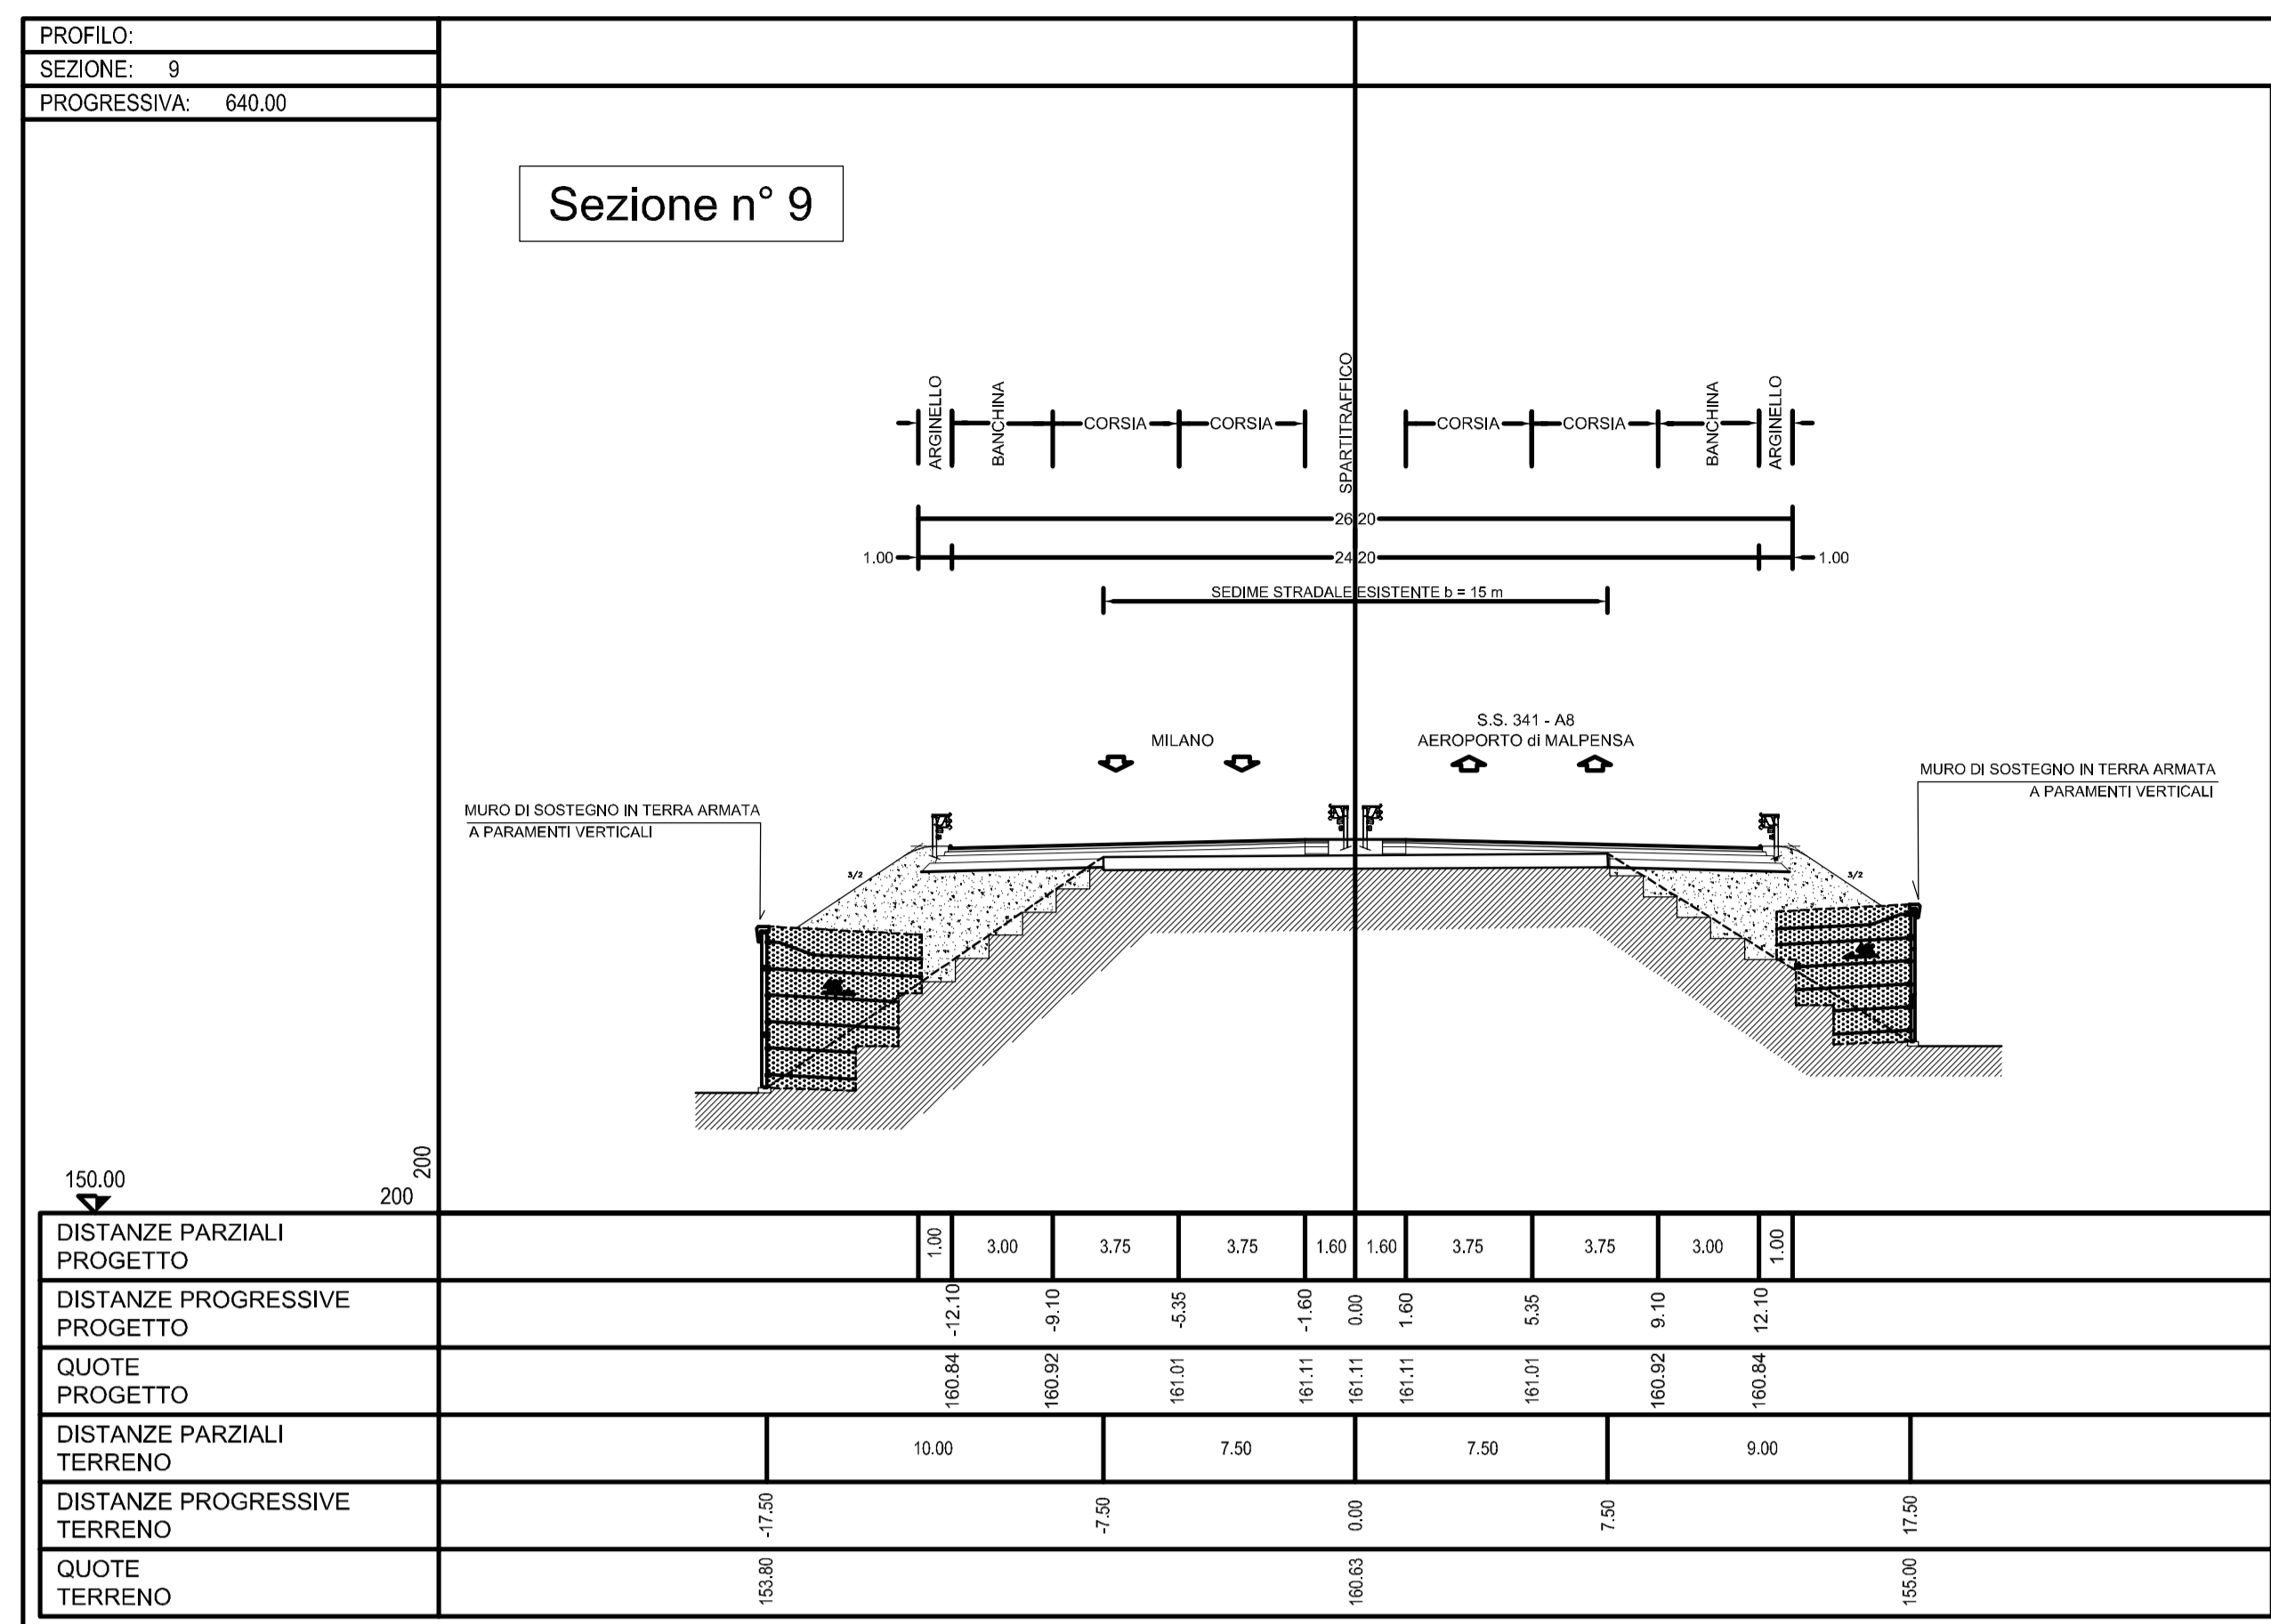 PROFILO:
SEZIONE: 9
PROGRESSIVA: 640.00
Sezione n° 9
ARGINELLO
BANCHINA
CORSIA
CORSIA
SPARTITRAFFICO
CORSIA
CORSIA
BANCHINA
ARGINELLO
26.20
1.00
24.20
1.00
SEDIME STRADALE ESISTENTE b = 15 m
MILANO
S.S. 341 - A8
AEROPORTO di MALPENSA
MURO DI SOSTEGNO IN TERRA ARMATA
A PARAMENTI VERTICALI
MURO DI SOSTEGNO IN TERRA ARMATA
A PARAMENTI VERTICALI
3/2
3/2
150.00
200
200
DISTANZE PARZIALI
PROGETTO
1.00 3.00 3.75 3.75 1.60 1.60 3.75 3.75 3.00 1.00
DISTANZE PROGRESSIVE
PROGETTO
-12.10 -9.10 -5.35 -1.60 0.00 1.60 5.35 9.10 12.10
QUOTE
PROGETTO
160.84 160.92 161.01 161.11 161.11 161.11 161.01 160.92 160.84
DISTANZE PARZIALI
TERRENO
10.00 7.50 7.50 9.00
DISTANZE PROGRESSIVE
TERRENO
-17.50 -7.50 0.00 7.50 17.50
QUOTE
TERRENO
153.80 160.63 155.00